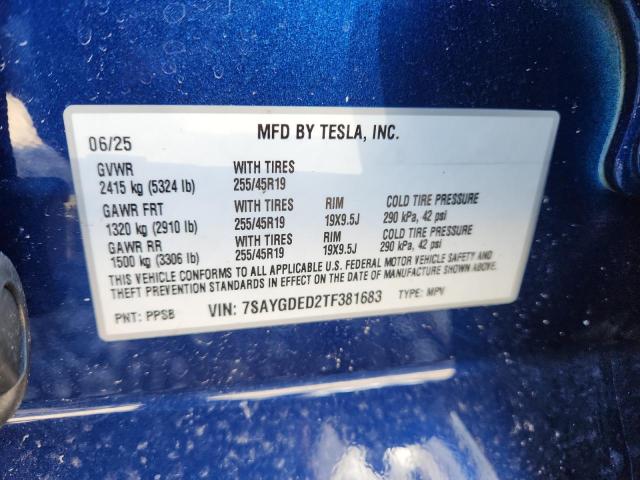 06/25 MFD BY TESLA, INC.
GVWR WITH TIRES
2415 kg (5324 lb) 255/45R19
GAWR FRT WITH TIRES RIM COLD TIRE PRESSURE
1320 kg (2910 lb) 255/45R19 19X9.5J 290 kPa, 42 psi
GAWR RR WITH TIRES RIM COLD TIRE PRESSURE
1500 kg (3306 lb) 255/45R19 19X9.5J 290 kPa, 42 psi
THIS VEHICLE CONFORMS TO ALL APPLICABLE U.S. FEDERAL MOTOR VEHICLE SAFETY AND
THEFT PREVENTION STANDARDS IN EFFECT ON THE DATE OF MANUFACTURE SHOWN ABOVE.
PNT: PPSB VIN: 7SAYGDED2TF381683 TYPE: MPV